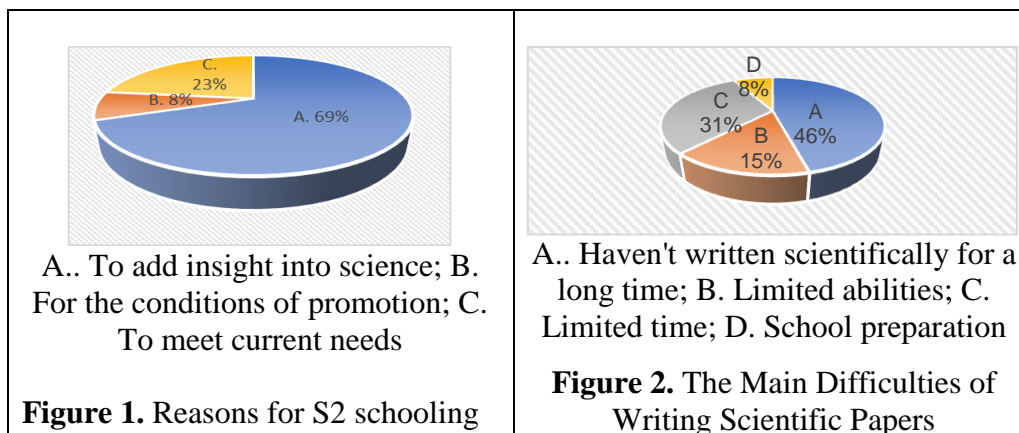 C.
23%
B. 8%
A. 69%
A.. To add insight into science; B.
For the conditions of promotion; C.
To meet current needs
Figure 1. Reasons for S2 schooling
D
8%
C
31%
A
46%
B
15%
A.. Haven't written scientifically for a
long time; B. Limited abilities; C.
Limited time; D. School preparation
Figure 2. The Main Difficulties of
Writing Scientific Papers